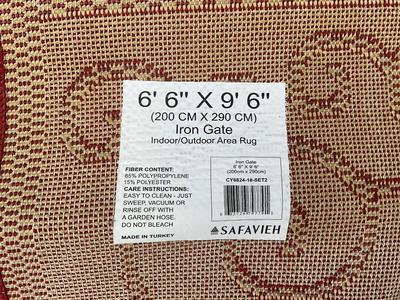 6' 6" X 9' 6"
(200 CM X 290 CM)
Iron Gate
Indoor/Outdoor Area Rug
FIBER CONTENT:
85% POLYPROPYLENE
15% POLYESTER
CARE INSTRUCTIONS:
EASY TO CLEAN - JUST
SWEEP, VACUUM OR
RINSE OFF WITH
A GARDEN HOSE.
DO NOT BLEACH
MADE IN TURKEY
Iron Gate
6' 6" X 9' 6"
(200cm x 290cm)
CY6824-18-SET2
SAFAVIEH